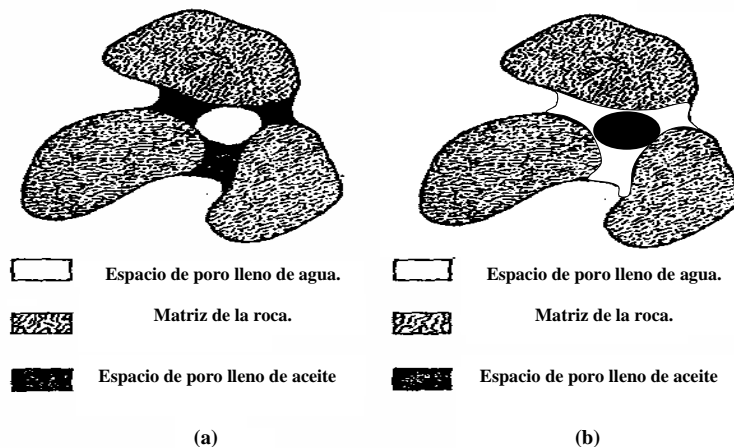 Espacio de poro lleno de agua.
Matriz de la roca.
Espacio de poro lleno de aceite
(a)
Espacio de poro lleno de agua.
Matriz de la roca.
Espacio de poro lleno de aceite
(b)